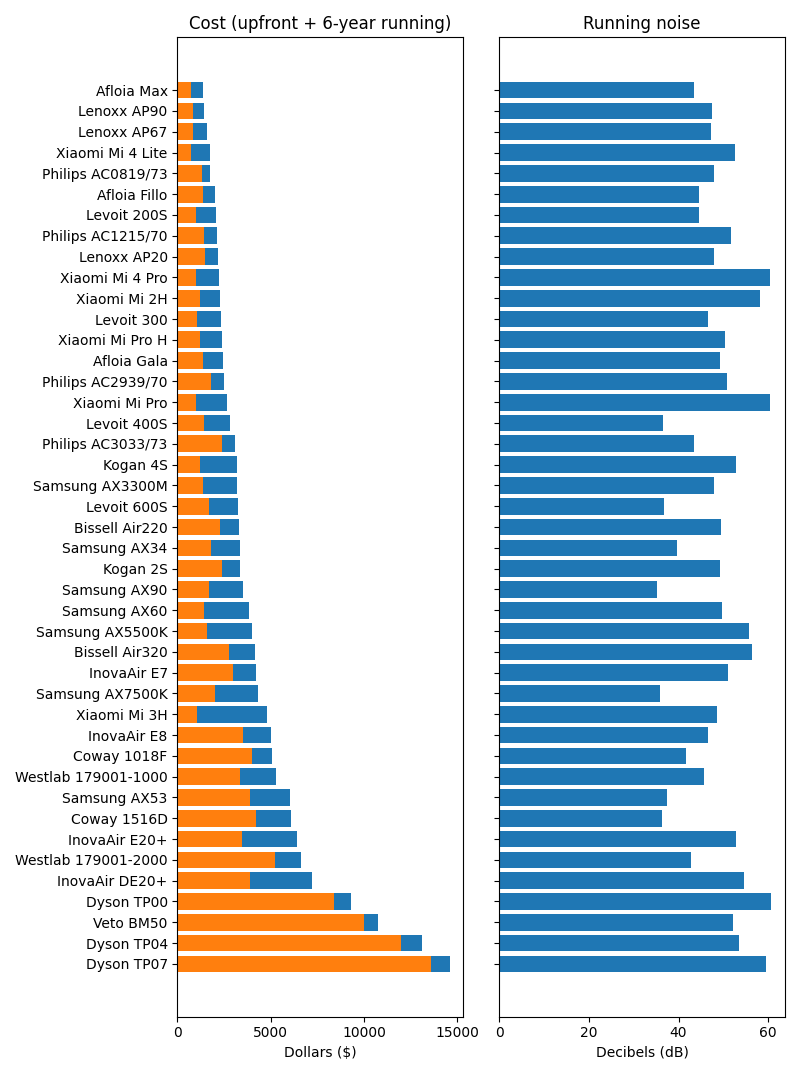 Cost (upfront + 6-year running)
Running noise
Afloia Max
Lenoxx AP90
Lenoxx AP67
Xiaomi Mi 4 Lite
Philips AC0819/73
Afloia Fillo
Levoit 200S
Philips AC1215/70
Lenoxx AP20
Xiaomi Mi 4 Pro
Xiaomi Mi 2H
Levoit 300
Xiaomi Mi Pro H
Afloia Gala
Philips AC2939/70
Xiaomi Mi Pro
Levoit 400S
Philips AC3033/73
Kogan 4S
Samsung AX3300M
Levoit 600S
Bissell Air220
Samsung AX34
Kogan 2S
Samsung AX90
Samsung AX60
Samsung AX5500K
Bissell Air320
InovaAir E7
Samsung AX7500K
Xiaomi Mi 3H
InovaAir E8
Coway 1018F
Westlab 179001-1000
Samsung AX53
Coway 1516D
InovaAir E20+
Westlab 179001-2000
InovaAir DE20+
Dyson TP00
Veto BM50
Dyson TP04
Dyson TP07
0 5000 10000 15000
Dollars ($)
0 20 40 60
Decibels (dB)